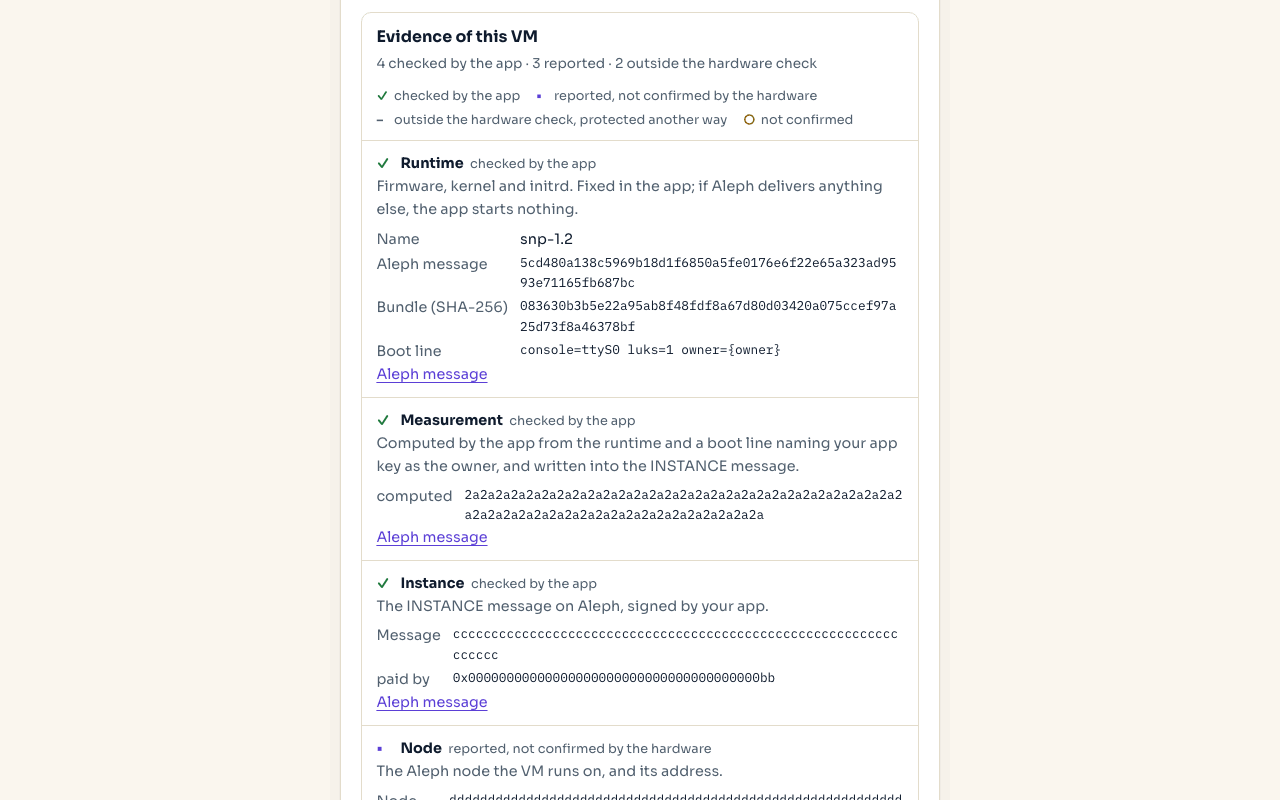 Evidence of this VM
4 checked by the app · 3 reported · 2 outside the hardware check
✓ checked by the app ▪ reported, not confirmed by the hardware
– outside the hardware check, protected another way ○ not confirmed
✓ Runtime checked by the app
Firmware, kernel and initrd. Fixed in the app; if Aleph delivers anything
else, the app starts nothing.
Name snp-1.2
Aleph message 5cd480a138c5969b18d1f6850a5fe0176e6f22e65a323ad95
93e71165fb687bc
Bundle (SHA-256) 083630b3b5e22a95ab8f48fdf8a67d80d03420a075ccef97a
25d73f8a46378bf
Boot line console=ttyS0 luks=1 owner={owner}
Aleph message
✓ Measurement checked by the app
Computed by the app from the runtime and a boot line naming your app
key as the owner, and written into the INSTANCE message.
computed 2a2a2a2a2a2a2a2a2a2a2a2a2a2a2a2a2a2a2a2a2a2a2a2a2a2a2a2a2
a2a2a2a2a2a2a2a2a2a2a2a2a2a2a2a2a2a2a2a
Aleph message
✓ Instance checked by the app
The INSTANCE message on Aleph, signed by your app.
Message cccccccccccccccccccccccccccccccccccccccccccccccccccccccccc
cccccc
paid by 0x00000000000000000000000000000000000000bb
Aleph message
▪ Node reported, not confirmed by the hardware
The Aleph node the VM runs on, and its address.
Node ddddddddddddddddddddddddddddddddddddddddddddddddddddddddddd